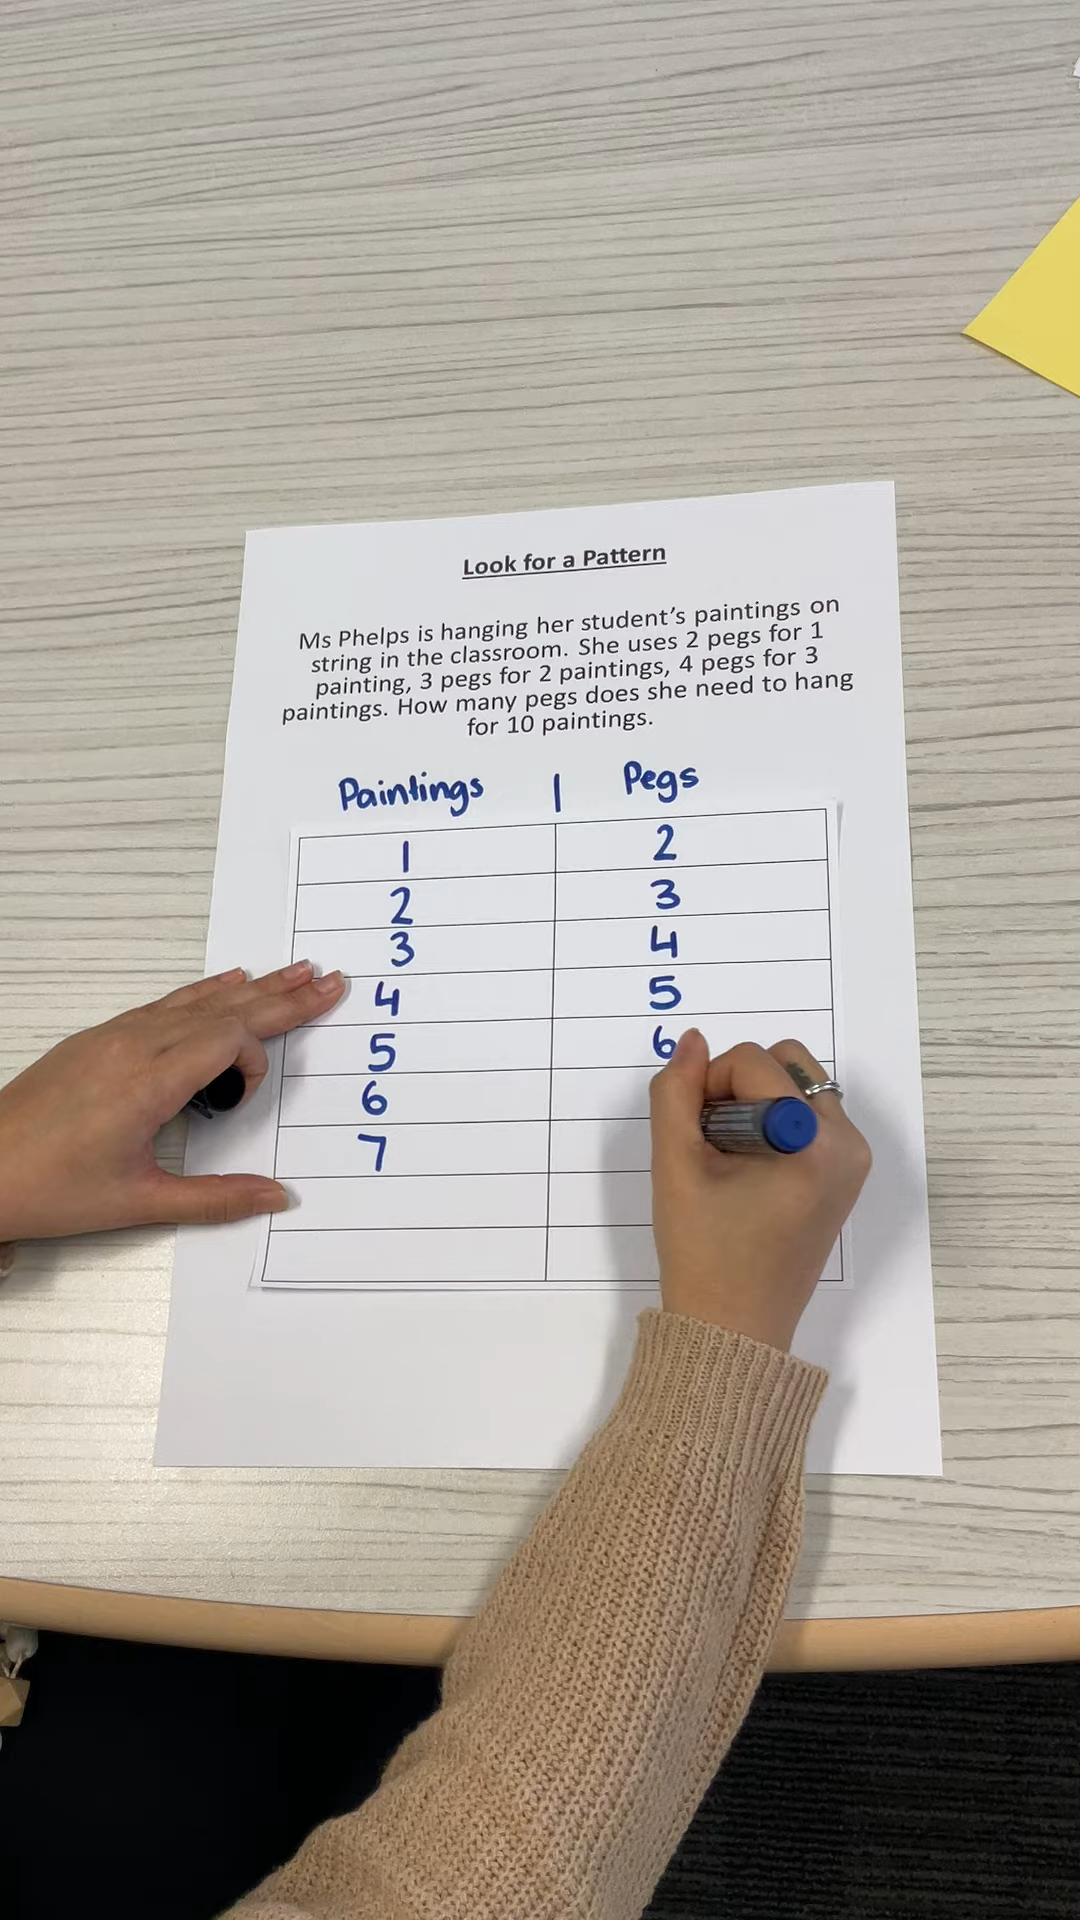 Look for a Pattern
Ms Phelps is hanging her student’s paintings on
string in the classroom. She uses 2 pegs for 1
painting, 3 pegs for 2 paintings, 4 pegs for 3
paintings. How many pegs does she need to hang
for 10 paintings.
Paintings | Pegs
1 2
2 3
3 4
4 5
5 6
6
7